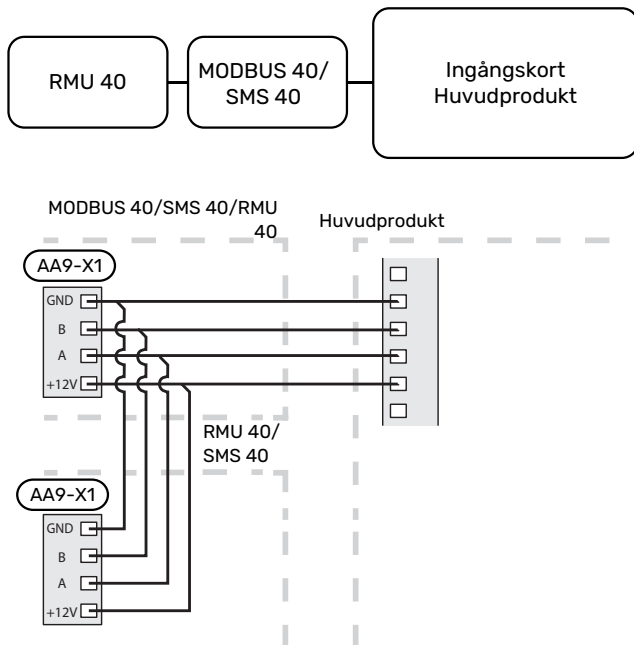 RMU 40
MODBUS 40/
SMS 40
Ingångskort
Huvudprodukt
MODBUS 40/SMS 40/RMU
40
Huvudprodukt
AA9-X1
GND
B
A
+12V
RMU 40/
SMS 40
AA9-X1
GND
B
A
+12V